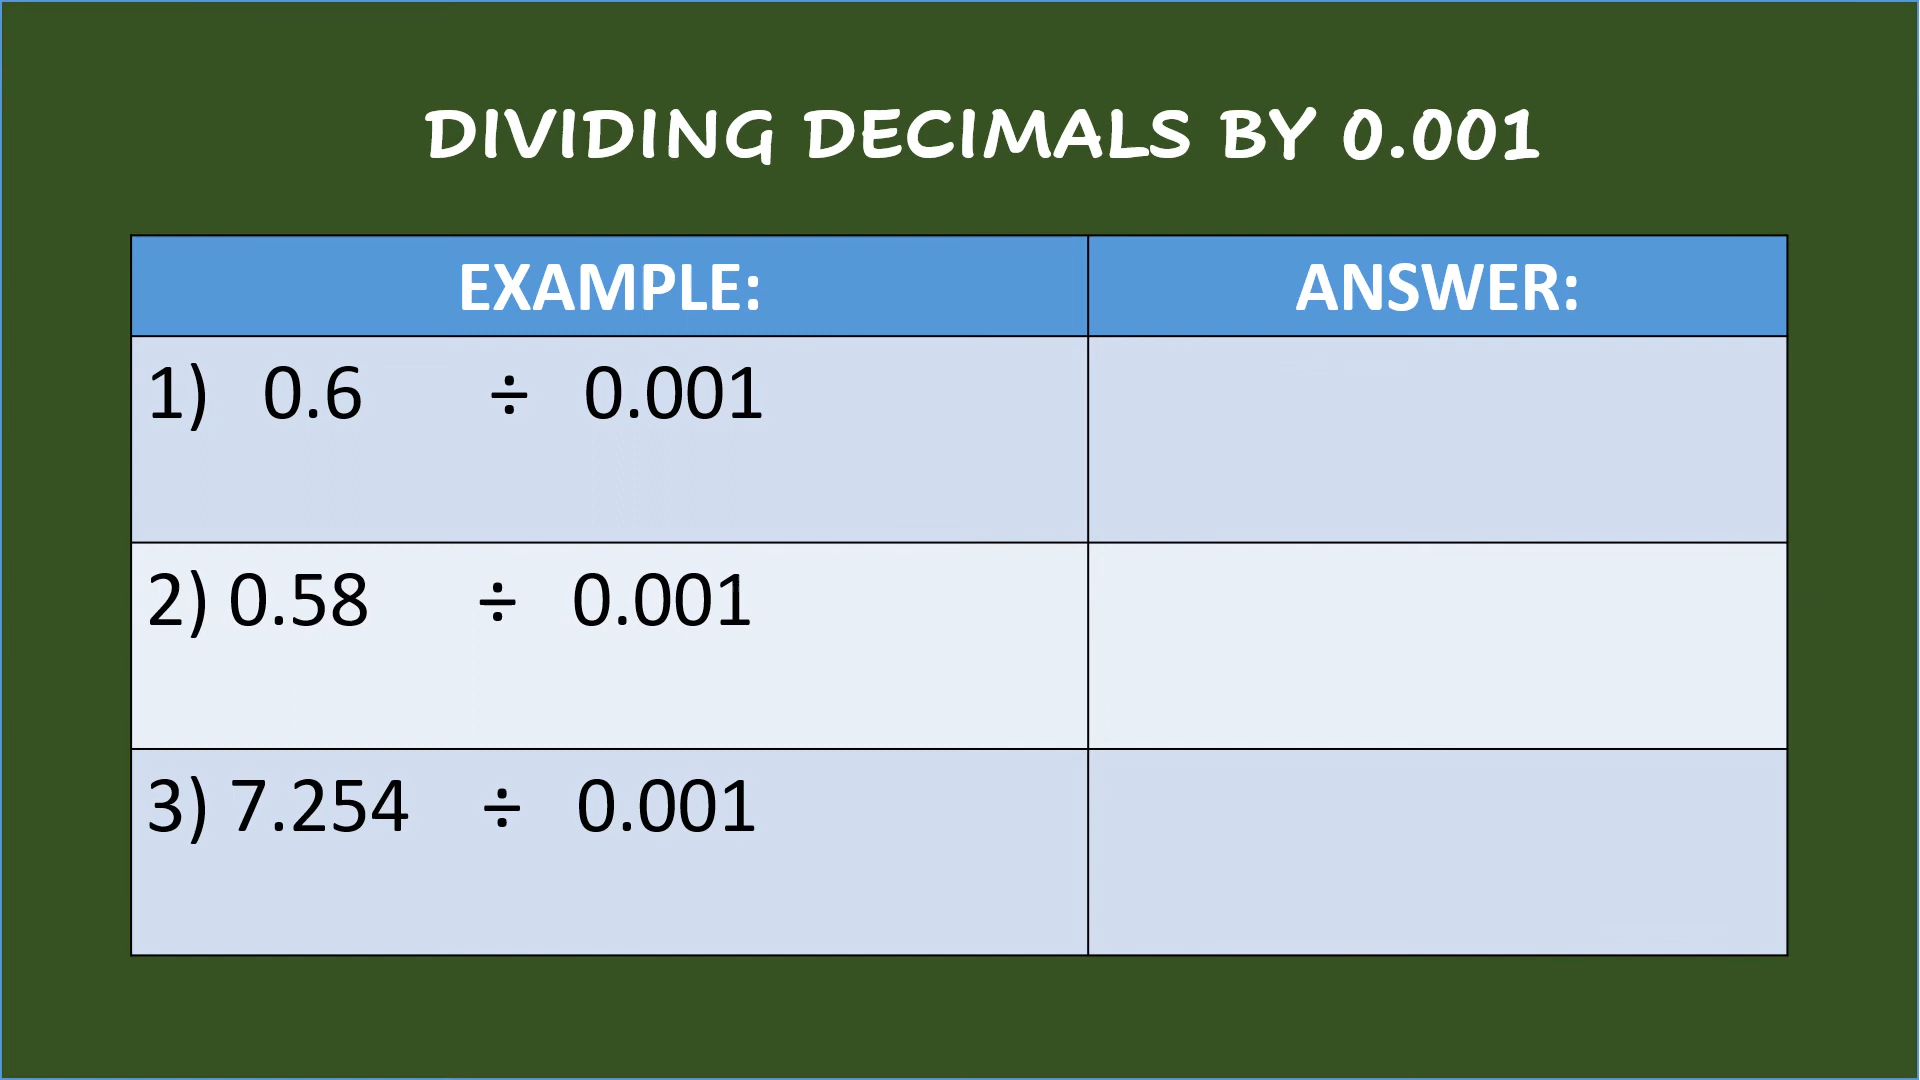 DIVIDING DECIMALS BY 0.001
EXAMPLE: ANSWER:
1) 0.6 ÷ 0.001
2) 0.58 ÷ 0.001
3) 7.254 ÷ 0.001